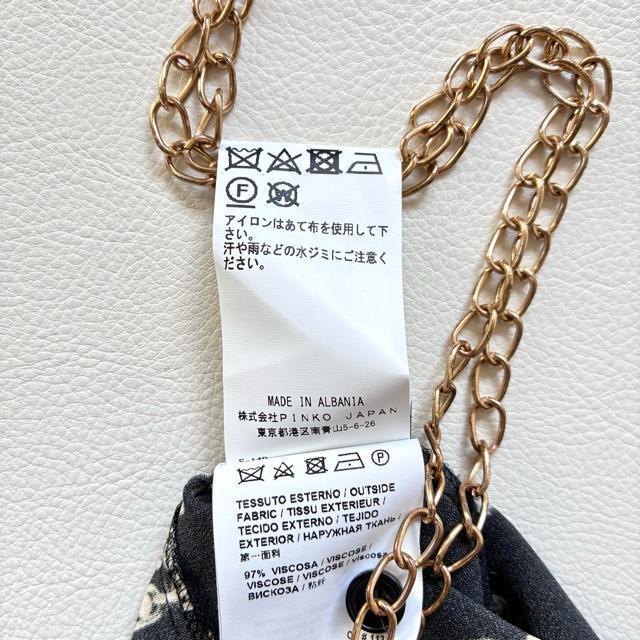 F
W
アイロンはあて布を使用して下
さい。
汗や雨などの水ジミにご注意く
ださい。
MADE IN ALBANIA
株式会社PINKO JAPAN
東京都港区南青山5-6-26
P
TESSUTO ESTERNO / OUTSIDE
FABRIC / TISSU EXTERIEUR /
TECIDO EXTERNO / TEJIDO
EXTERIOR / НАРУЖНАЯ ТКАНЬ /
第一面料
97% VISCOSA / VISCOSE /
VISCOSE / VISCOSE / VISCOSE /
ВИСКОЗА / 粘纤